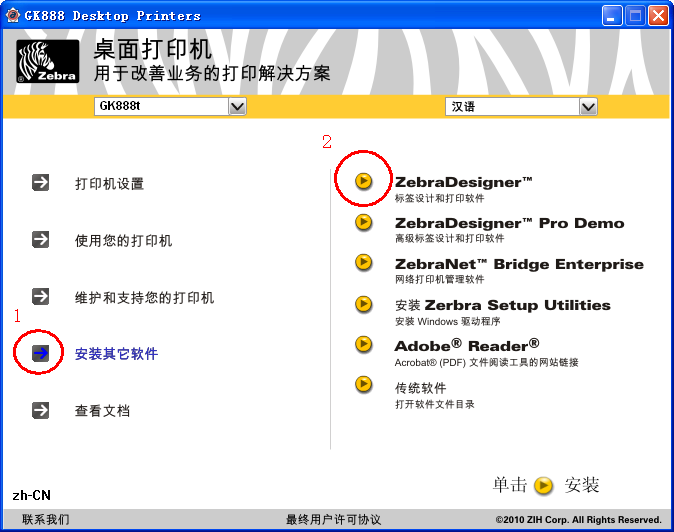 GK888 Desktop Printers
Zebra
桌面打印机
用于改善业务的打印解决方案
GK888t
汉语
2
打印机设置
使用您的打印机
维护和支持您的打印机
1
安装其它软件
查看文档
ZebraDesigner™
标签设计和打印软件
ZebraDesigner™ Pro Demo
高级标签设计和打印软件
ZebraNet™ Bridge Enterprise
网络打印机管理软件
安装 Zerbra Setup Utilities
安装 Windows 驱动程序
Adobe® Reader®
Acrobat® (PDF) 文件阅读工具的网站链接
传统软件
打开软件文件目录
单击 安装
zh-CN
联系我们
最终用户许可协议
©2010 ZIH Corp. All Rights Reserved.